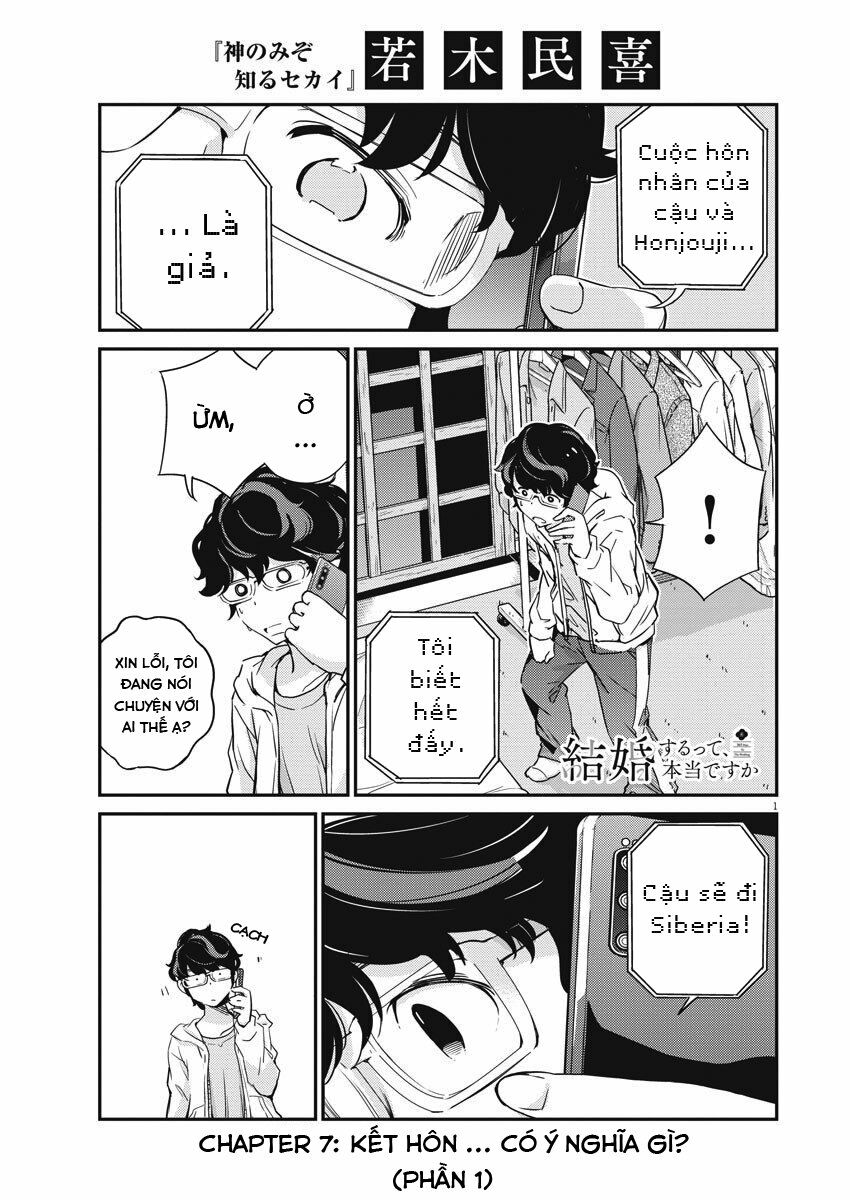 『神のみぞ
知るセカイ』
若木民喜
Cuộc hôn
nhân của
cậu và
Honjouji...
... Là
giả.
!
Tôi
biết
hết
đấy.
結婚するって、
本当ですか
1
Ờ
...
ỪM,
XIN LỖI, TÔI
ĐANG NÓI
CHUYỆN VỚI
AI THẾ Ạ?
Cậu sẽ đi
Siberia!
CẠCH
CHAPTER 7: KẾT HÔN ... CÓ Ý NGHĨA GÌ?
(PHẦN 1)